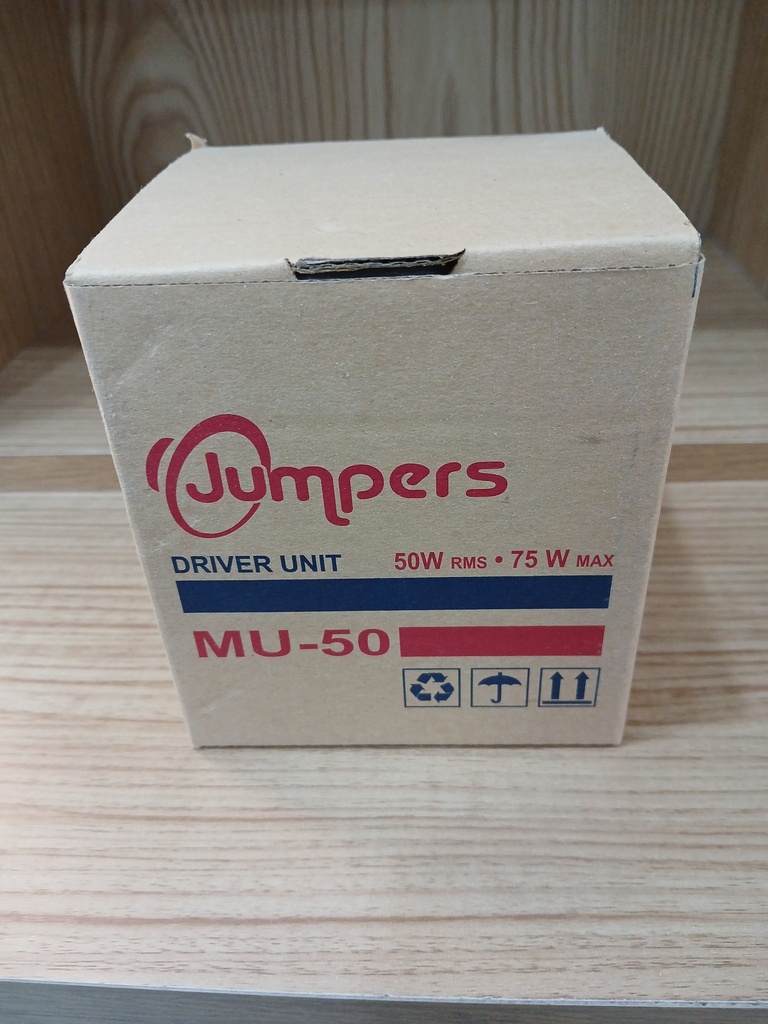 Jumpers
DRIVER UNIT 50W RMS • 75 W MAX
MU-50